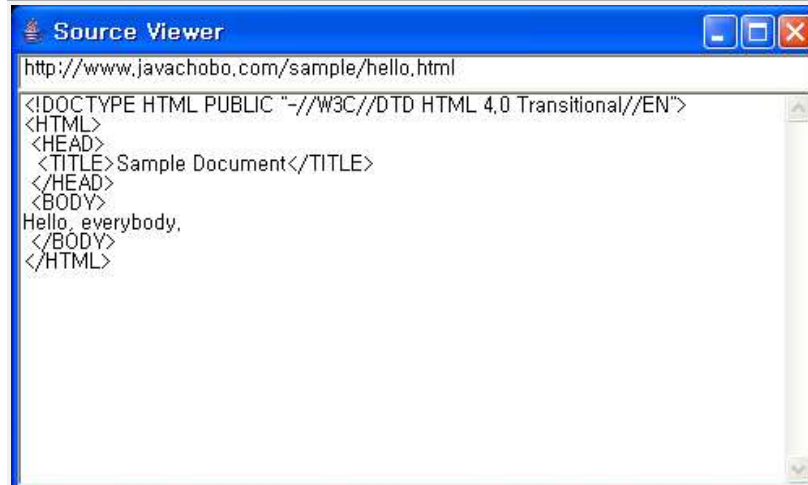 Source Viewer
http://www.javachobo.com/sample/hello.html
<!DOCTYPE HTML PUBLIC "-//W3C//DTD HTML 4.0 Transitional//EN">
<HTML>
<HEAD>
<TITLE>Sample Document</TITLE>
</HEAD>
<BODY>
Hello, everybody.
</BODY>
</HTML>